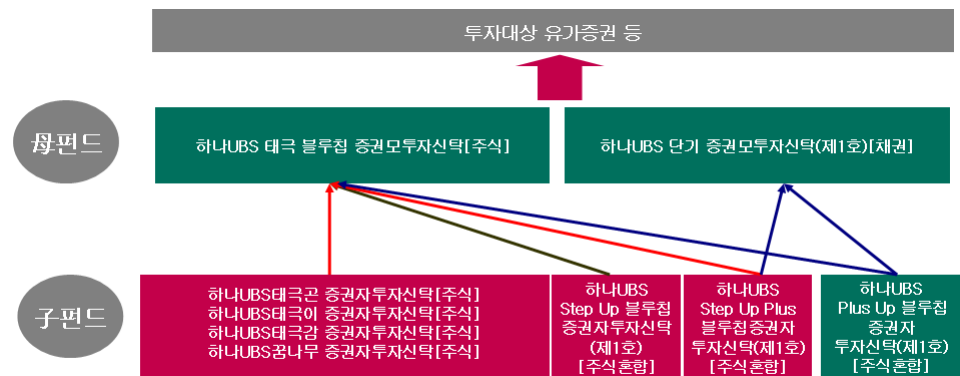 투자대상 유가증권 등
母펀드
하나UBS 태극 블루칩 증권모투자신탁[주식]
하나UBS 단기 증권모투자신탁(제1호)[채권]
子펀드
하나UBS태극곤 증권자투자신탁[주식]
하나UBS태극이 증권자투자신탁[주식]
하나UBS태극감 증권자투자신탁[주식]
하나UBS꿈나무 증권자투자신탁[주식]
하나UBS
Step Up 블루칩
증권자투자신탁
(제1호)
[주식혼합]
하나UBS
Step Up Plus
블루칩증권자
투자신탁(제1호)
[주식혼합]
하나UBS
Plus Up 블루칩
증권자
투자신탁(제1호)
[주식혼합]